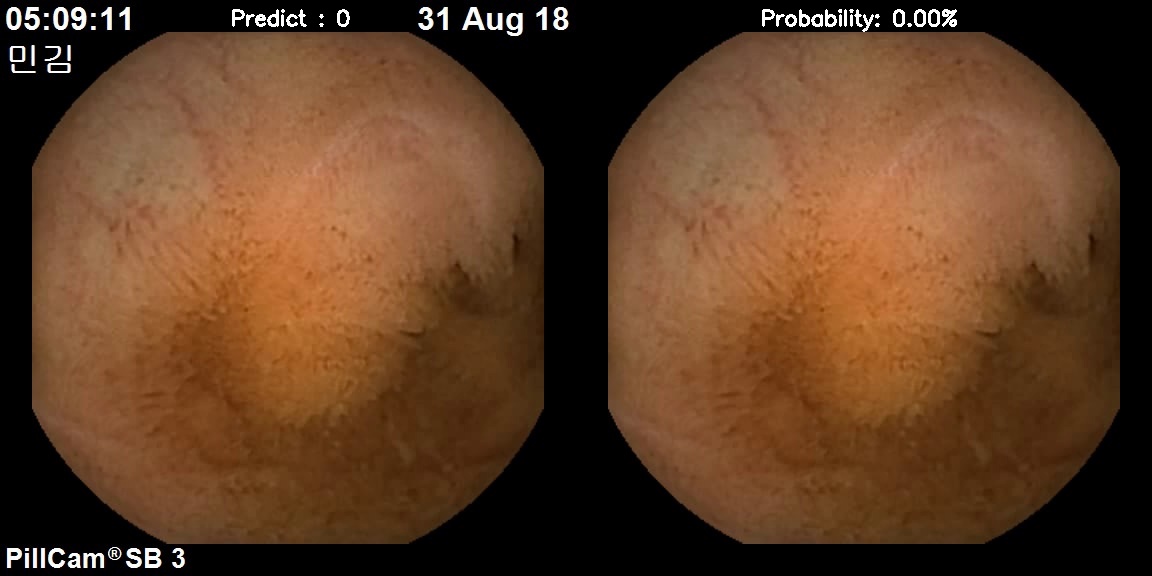 05:09:11 Predict : 0 31 Aug 18 Probability: 0.00%
민김
PillCam® SB 3